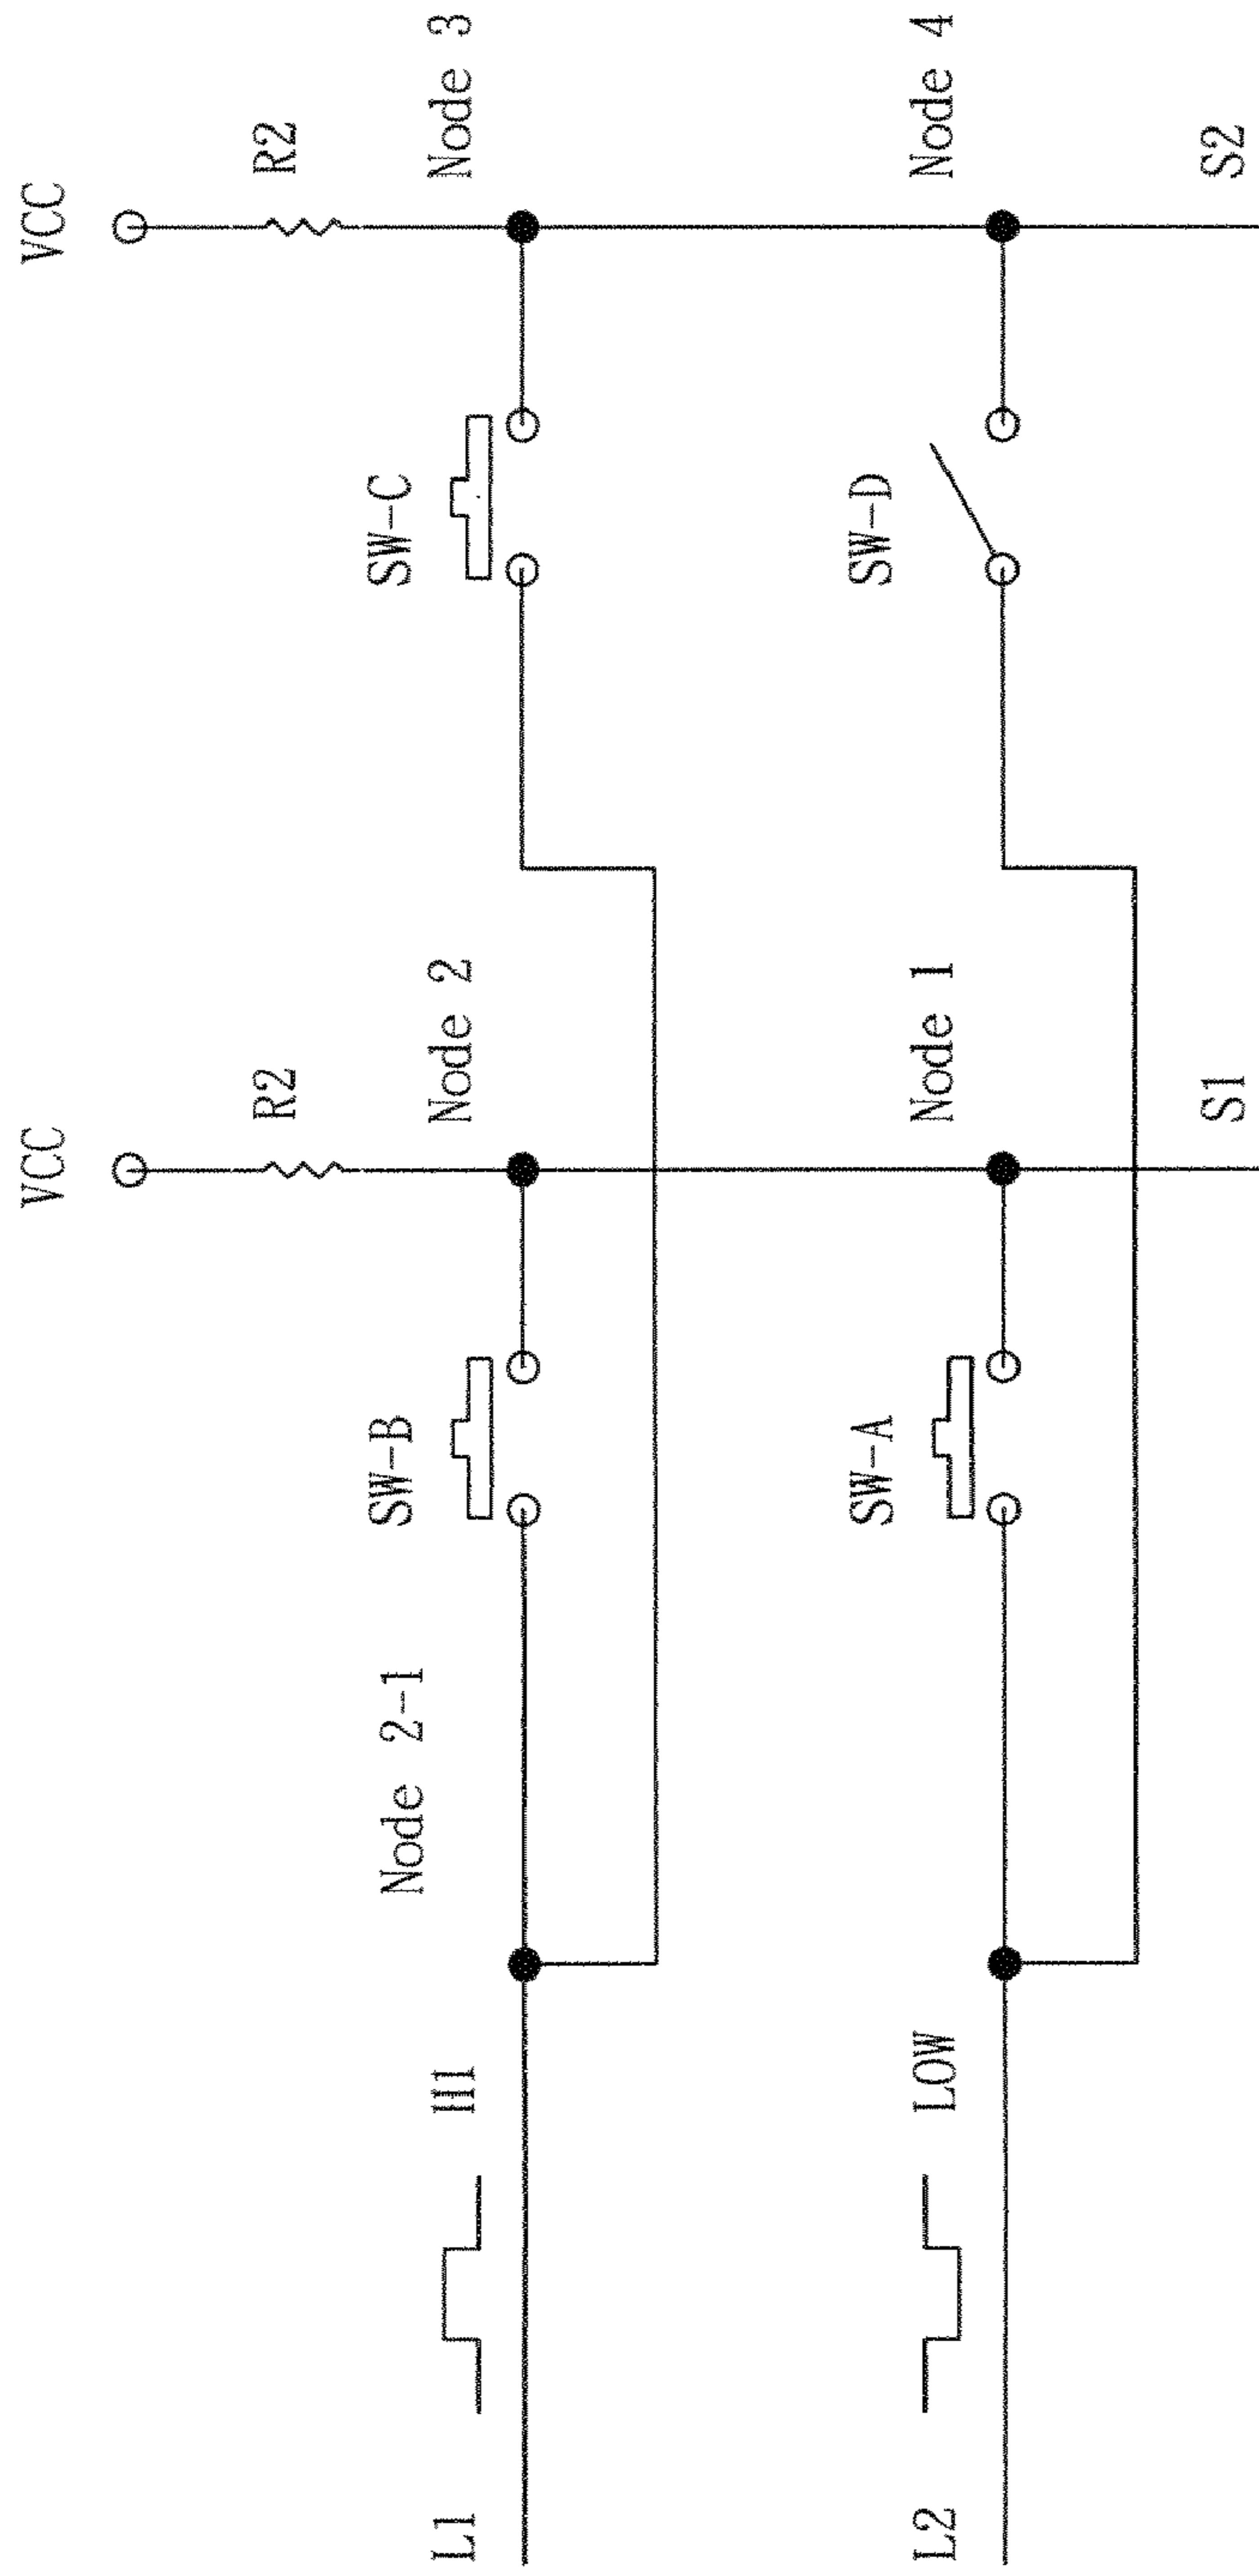 VCC
VCC
R2
R2
SW-B
SW-C
Node 2-1
L1
H1
Node 2
Node 3
SW-A
SW-D
L2
LOW
Node 1
Node 4
S1
S2